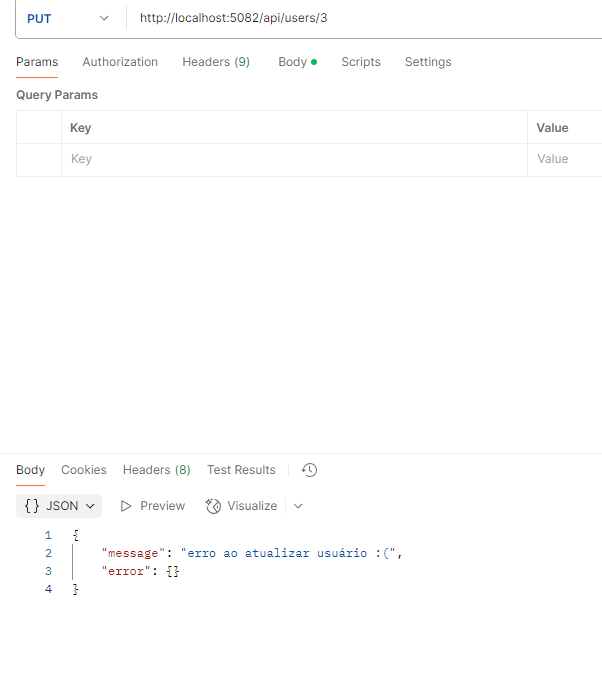 PUT http://localhost:5082/api/users/3
Params Authorization Headers (9) Body Scripts Settings
Query Params
Key Value
Key Value
Body Cookies Headers (8) Test Results
{} JSON Preview Visualize
1 {
2 "message": "erro ao atualizar usuário :(",
3 "error": {}
4 }